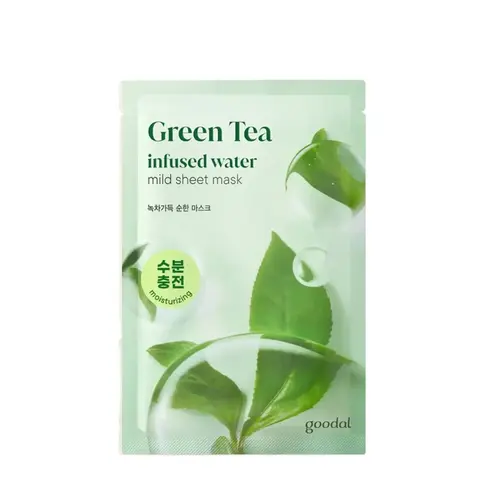 Green Tea
infused water
mild sheet mask
녹차가득 순한 마스크
수분
충전
moisturizing
goodal